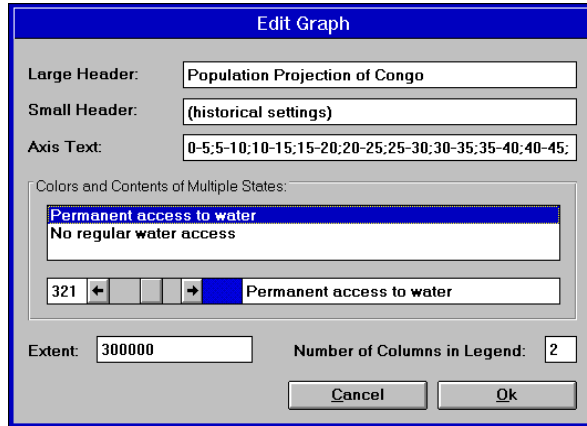 Edit Graph
Large Header: Population Projection of Congo
Small Header: (historical settings)
Axis Text: 0-5;5-10;10-15;15-20;20-25;25-30;30-35;35-40;40-45;
Colors and Contents of Multiple States:
Permanent access to water
No regular water access
321 Permanent access to water
Extent: 300000 Number of Columns in Legend: 2
Cancel Ok